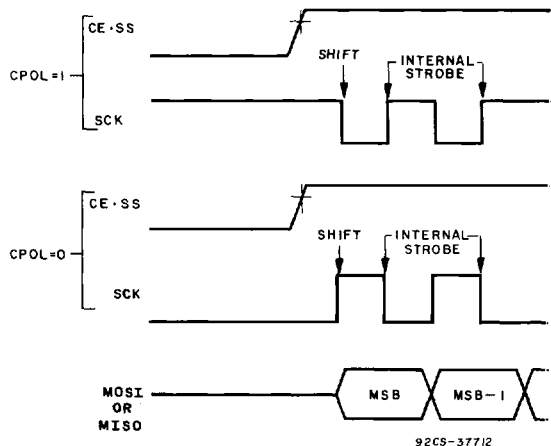 CE·SS
SHIFT
INTERNAL
STROBE
CPOL=1
SCK
CE·SS
SHIFT
INTERNAL
STROBE
CPOL=0
SCK
MOSI
OR
MISO
MSB
MSB-1
92CS-37712